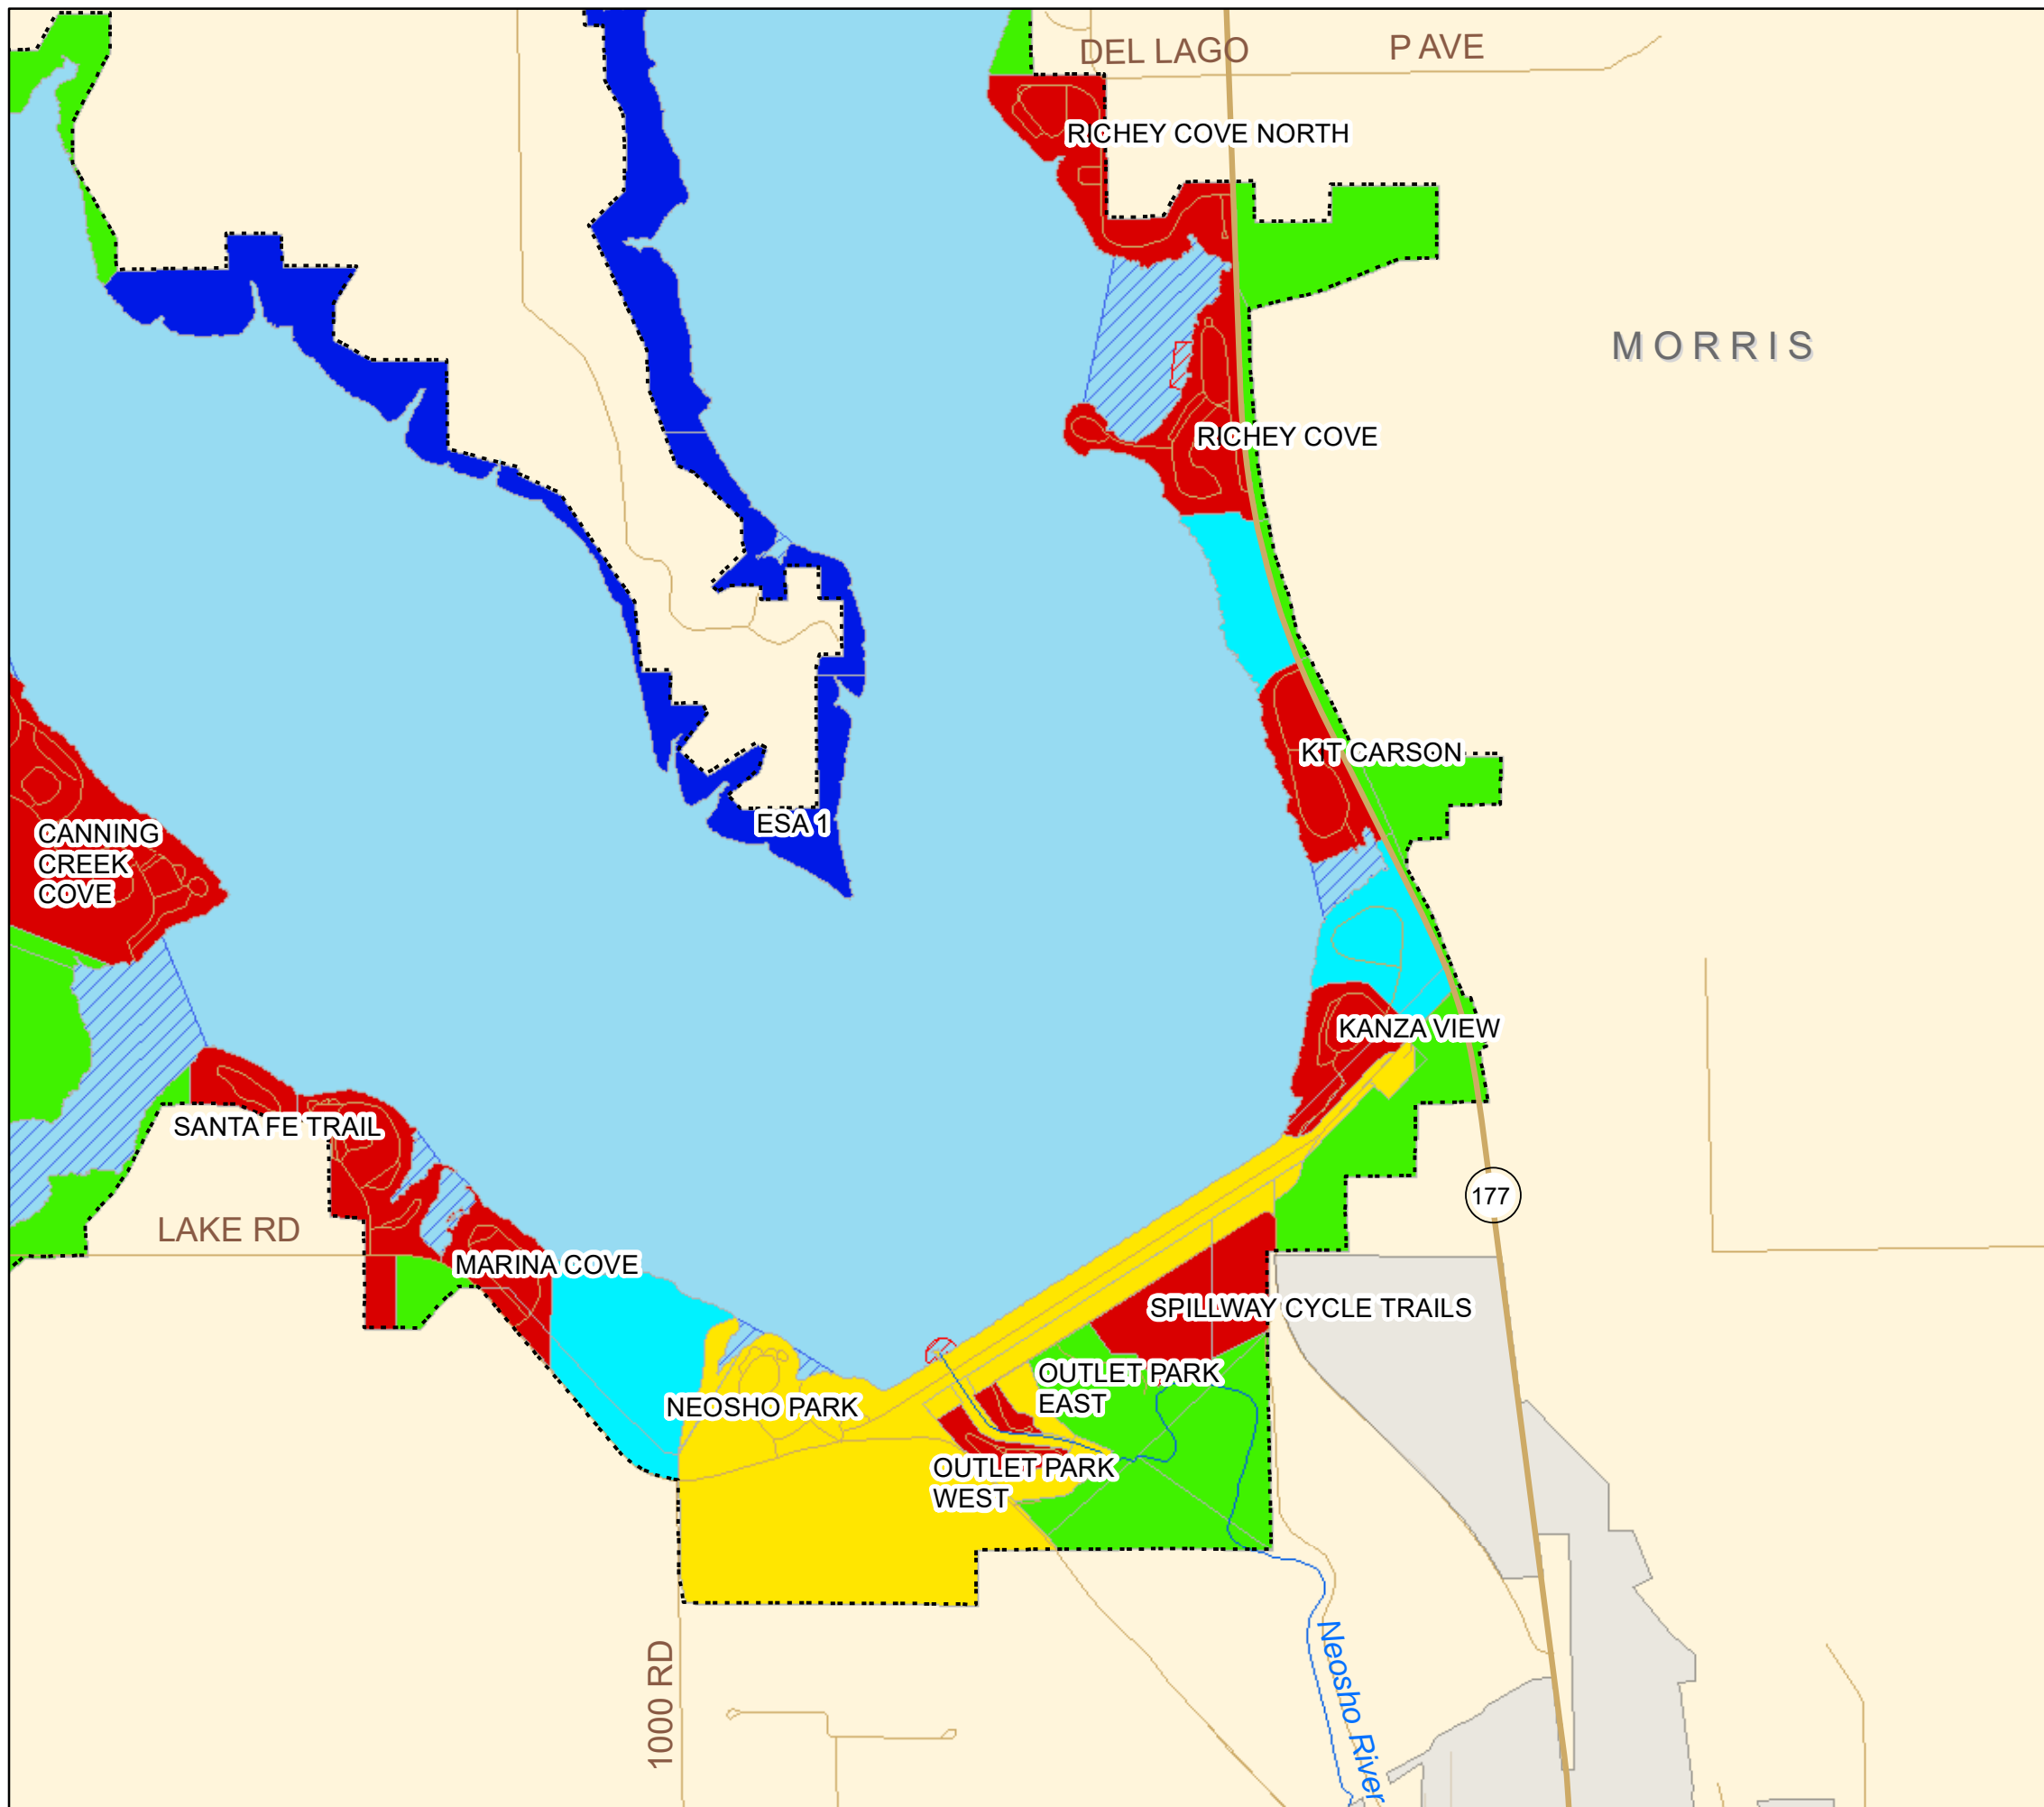 DEL LAGO
P AVE
RICHEY COVE NORTH
MORRIS
RICHEY COVE
KIT CARSON
ESA 1
CANNING
CREEK
COVE
KANZA VIEW
SANTA FE TRAIL
177
LAKE RD
MARINA COVE
SPILLWAY CYCLE TRAILS
OUTLET PARK
EAST
NEOSHO PARK
OUTLET PARK
WEST
1000 RD
Neosho River